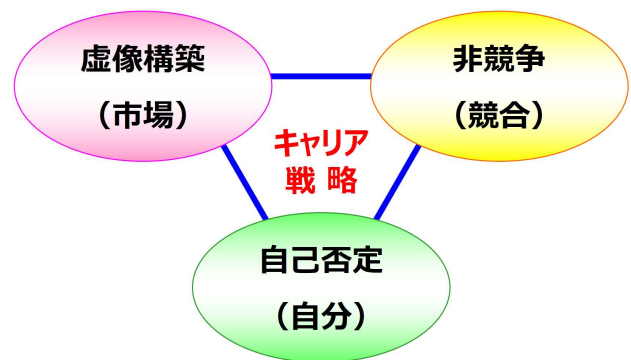 虚像構築
（市場）
非競争
（競合）
キャリア
戦 略
自己否定
（自分）